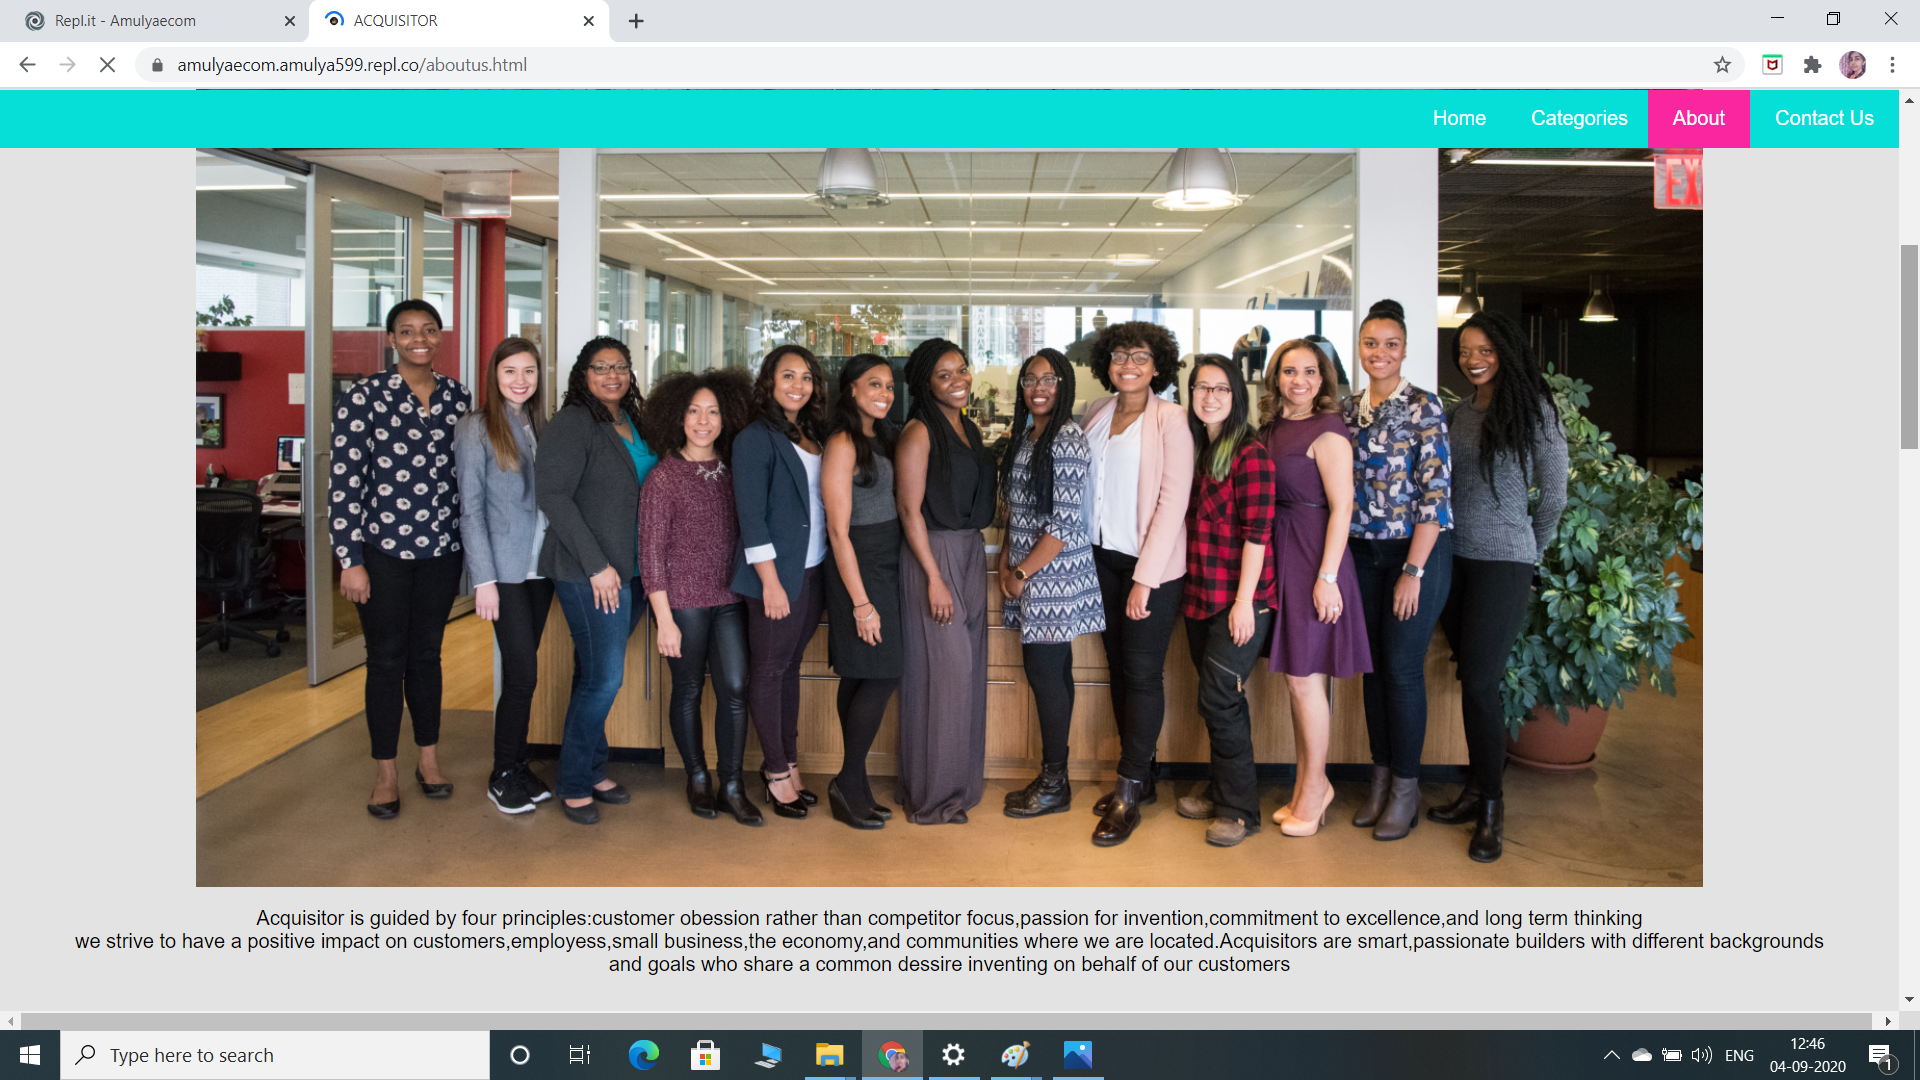 Repl.it - Amulyaecom
ACQUISITOR
amulyaecom.amulya599.repl.co/aboutus.html
Home Categories About Contact Us
EX
Acquisitor is guided by four principles:customer obession rather than competitor focus,passion for invention,commitment to excellence,and long term thinking
we strive to have a positive impact on customers,employess,small business,the economy,and communities where we are located.Acquisitors are smart,passionate builders with different backgrounds
and goals who share a common dessire inventing on behalf of our customers
Type here to search
ENG
12:46
04-09-2020
1